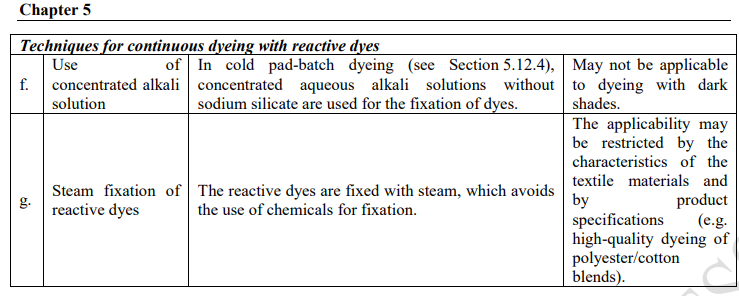 Chapter 5
Techniques for continuous dyeing with reactive dyes
f.
Use of
concentrated alkali
solution
In cold pad-batch dyeing (see Section 5.12.4),
concentrated aqueous alkali solutions without
sodium silicate are used for the fixation of dyes.
May not be applicable
to dyeing with dark
shades.
g.
Steam fixation of
reactive dyes
The reactive dyes are fixed with steam, which avoids
the use of chemicals for fixation.
The applicability may
be restricted by the
characteristics of the
textile materials and
by product
specifications (e.g.
high-quality dyeing of
polyester/cotton
blends).